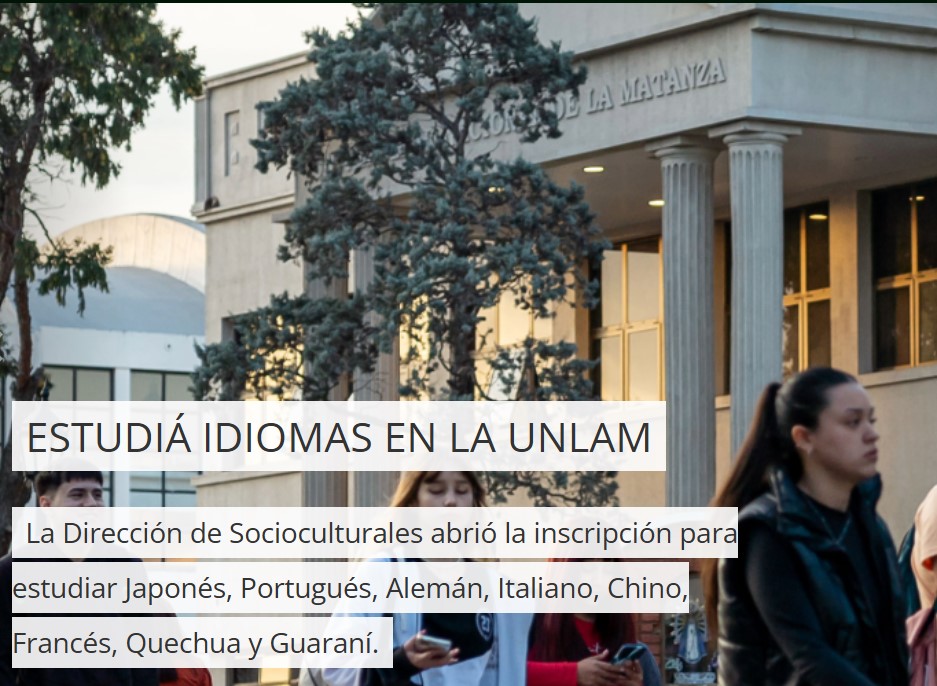 DE LA MATANZA
ESTUDIÁ IDIOMAS EN LA UNLAM
La Dirección de Socioculturales abrió la inscripción para
estudiar Japonés, Portugués, Alemán, Italiano, Chino,
Francés, Quechua y Guaraní.